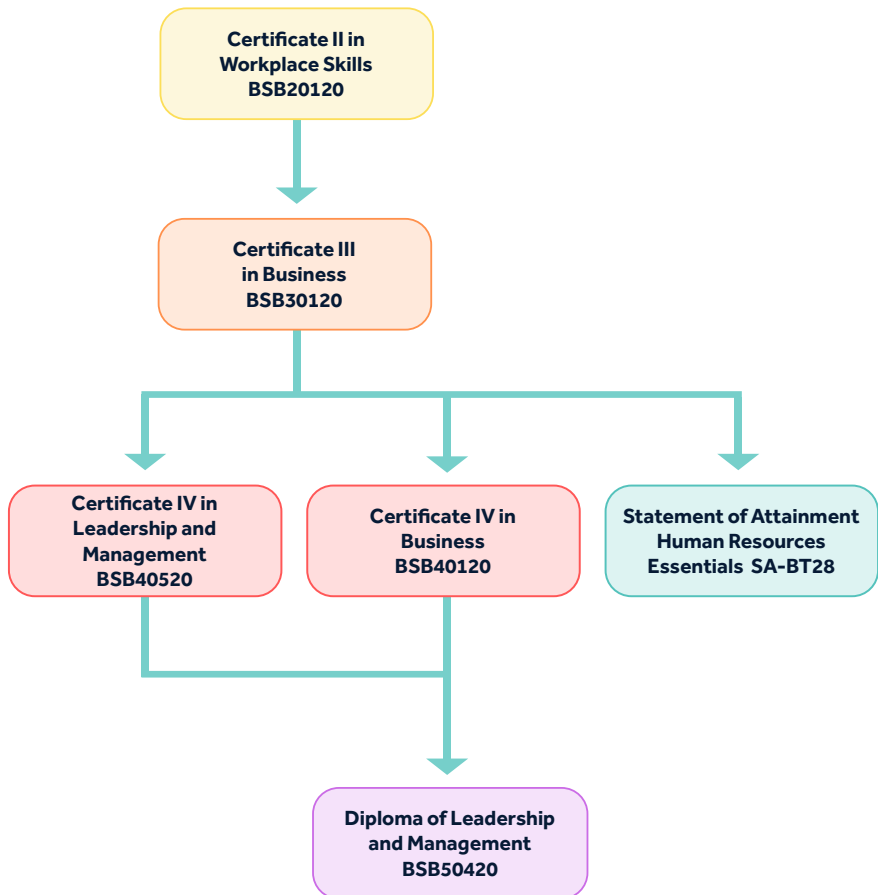 Certificate II in
Workplace Skills
BSB20120
Certificate III
in Business
BSB30120
Certificate IV in
Leadership and
Management
BSB40520
Certificate IV in
Business
BSB40120
Statement of Attainment
Human Resources
Essentials SA-BT28
Diploma of Leadership
and Management
BSB50420